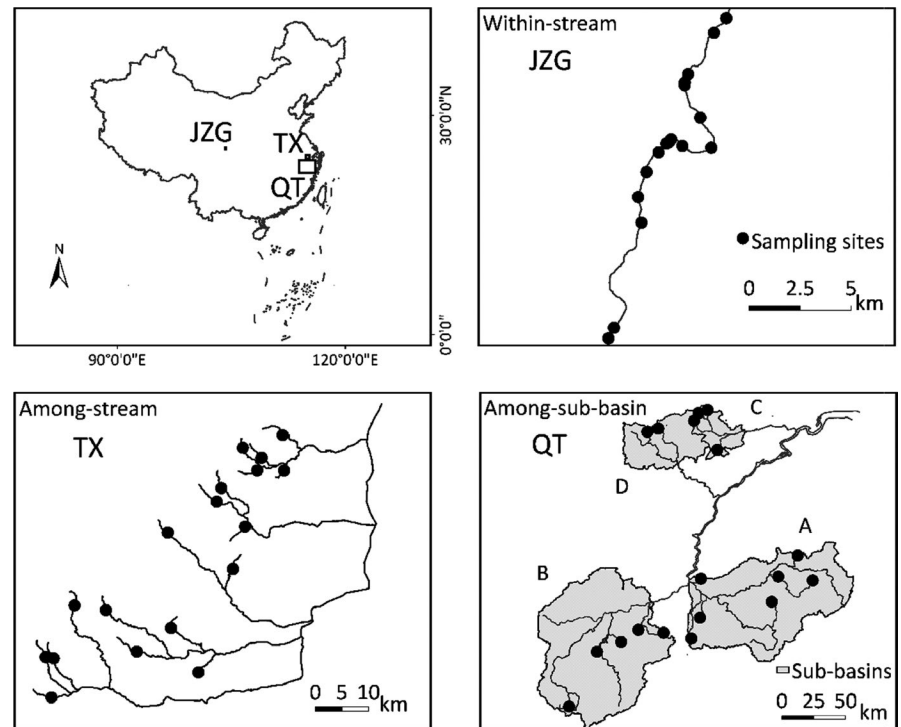 JZG
TX
QT
N
30°0'0"N
0°0'0"
90°0'0"E
120°0'0"E
Within-stream
JZG
Sampling sites
0 2.5 5
km
Among-stream
TX
0 5 10
km
Among-sub-basin
QT
C
D
A
B
Sub-basins
0 25 50
km